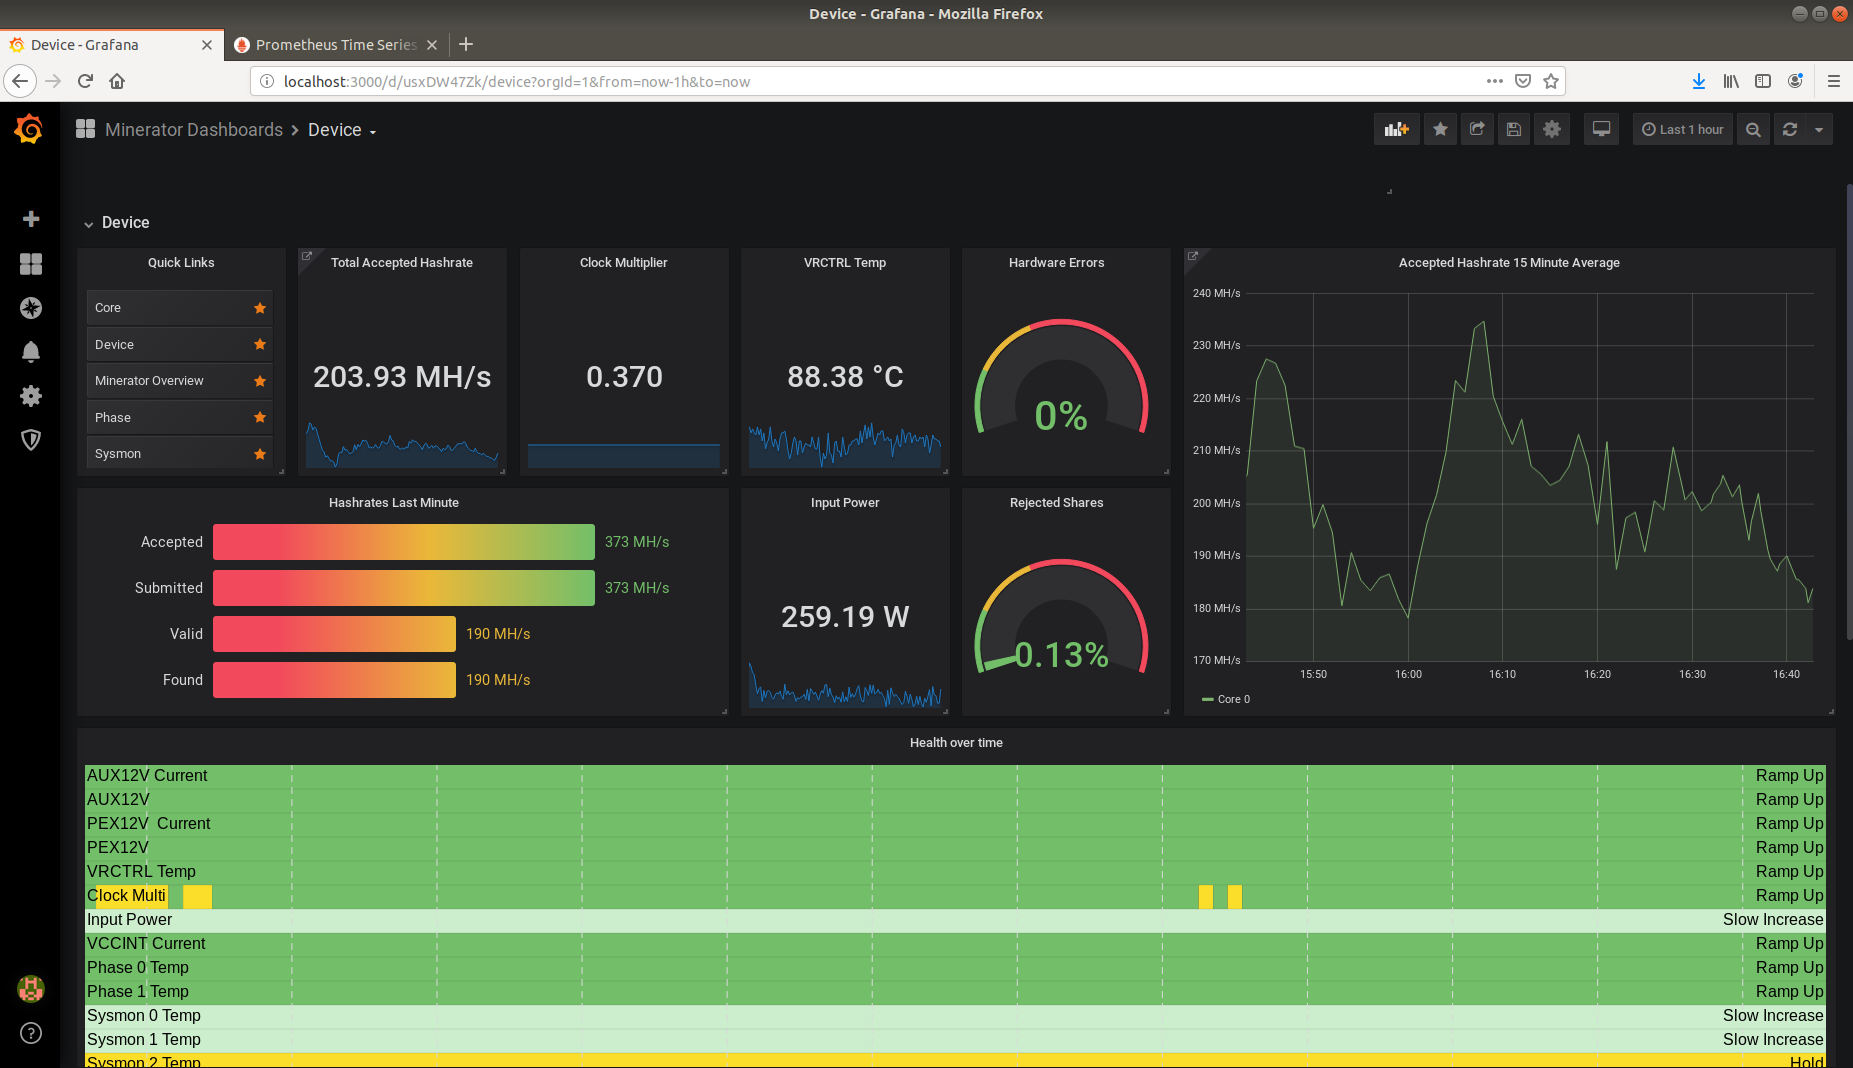 Device - Grafana - Mozilla Firefox
Device - Grafana
Prometheus Time Series
localhost:3000/d/usxDW47Zk/device?orgId=1&from=now-1h&to=now
Minerator Dashboards > Device
Last 1 hour
Device
Quick Links
Core
Device
Minerator Overview
Phase
Sysmon
Total Accepted Hashrate
203.93 MH/s
Clock Multiplier
0.370
VRCTRL Temp
88.38 °C
Hardware Errors
0%
Accepted Hashrate 15 Minute Average
240 MH/s
230 MH/s
220 MH/s
210 MH/s
200 MH/s
190 MH/s
180 MH/s
170 MH/s
15:50 16:00 16:10 16:20 16:30 16:40
Core 0
Hashrates Last Minute
Accepted 373 MH/s
Submitted 373 MH/s
Valid 190 MH/s
Found 190 MH/s
Input Power
259.19 W
Rejected Shares
0.13%
Health over time
AUX12V Current Ramp Up
AUX12V Ramp Up
PEX12V Current Ramp Up
PEX12V Ramp Up
VRCTRL Temp Ramp Up
Clock Multi Ramp Up
Input Power Slow Increase
VCCINT Current Ramp Up
Phase 0 Temp Ramp Up
Phase 1 Temp Ramp Up
Sysmon 0 Temp Slow Increase
Sysmon 1 Temp Slow Increase
Sysmon 2 Temp Hold